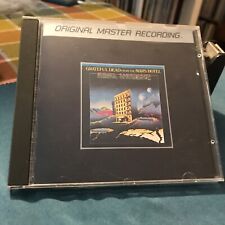 ORIGINAL MASTER RECORDING
GRATEFUL DEAD FROM THE MARS HOTEL